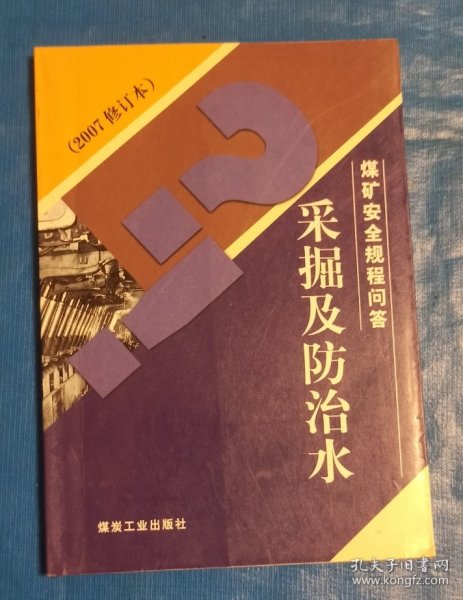 (2007修订本)
煤矿安全规程问答
采掘及防治水
煤炭工业出版社
孔夫子旧书网
www.kongfz.com